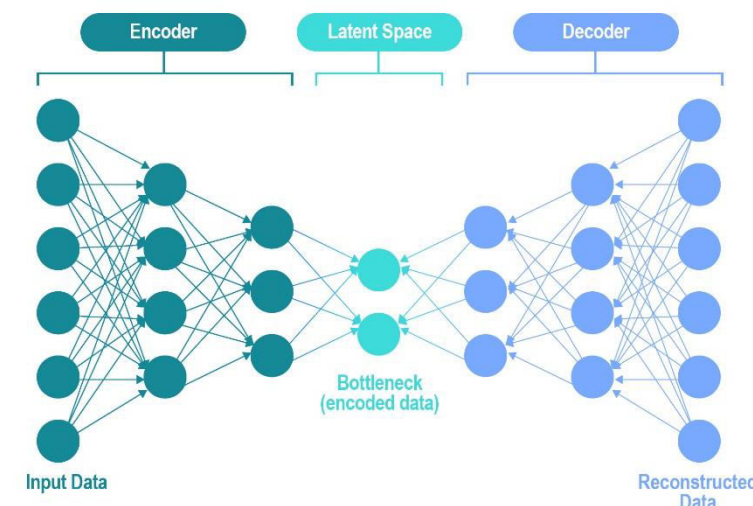 Encoder
Latent Space
Decoder
Bottleneck
(encoded data)
Input Data
Reconstructed
Data